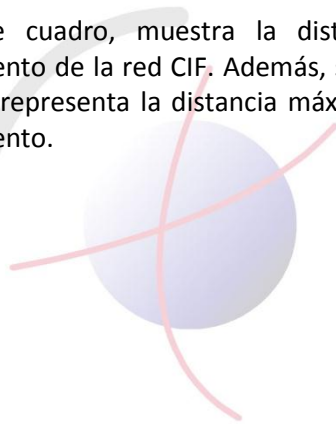 e cuadro, muestra la dist
ento de la red CIF. Además, s
representa la distancia máx
ento.